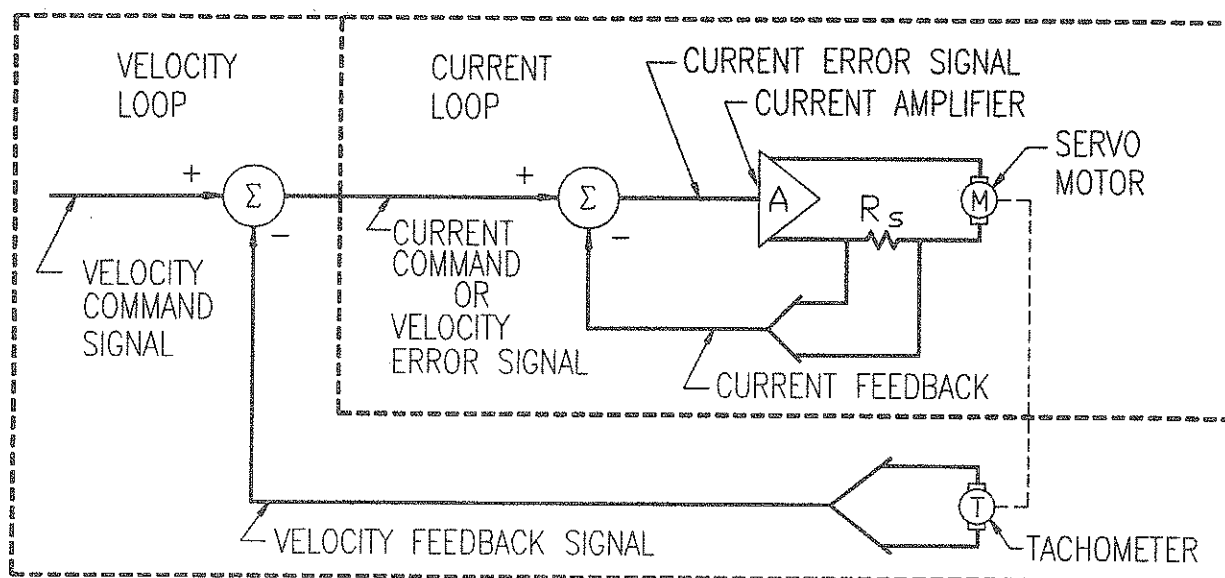 VELOCITY
LOOP
CURRENT
LOOP
CURRENT ERROR SIGNAL
CURRENT AMPLIFIER
SERVO
MOTOR
+
Σ
−
+
Σ
−
A
R_S
M
VELOCITY
COMMAND
SIGNAL
CURRENT
COMMAND
OR
VELOCITY
ERROR SIGNAL
CURRENT FEEDBACK
T
VELOCITY FEEDBACK SIGNAL
TACHOMETER